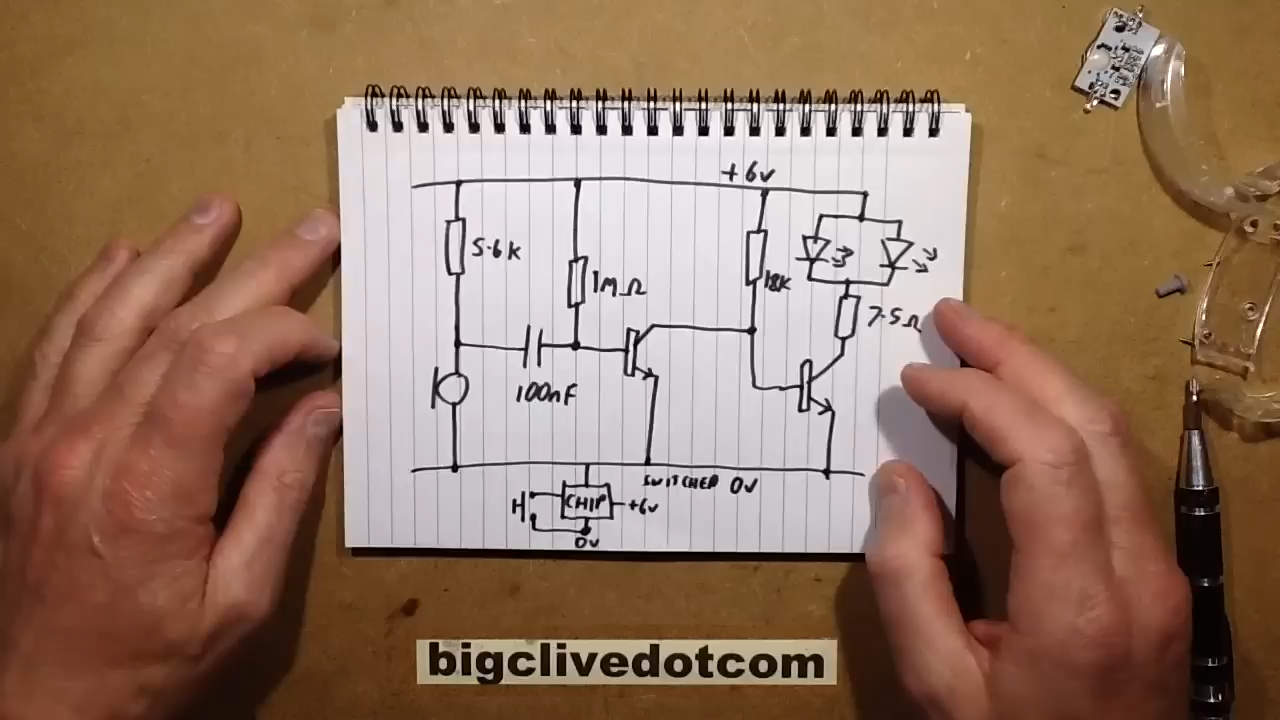 +6v
5.6K
1MΩ
18K
7.5Ω
100nF
SWITCHED 0V
CHIP
+6v
0v
bigclivedotcom